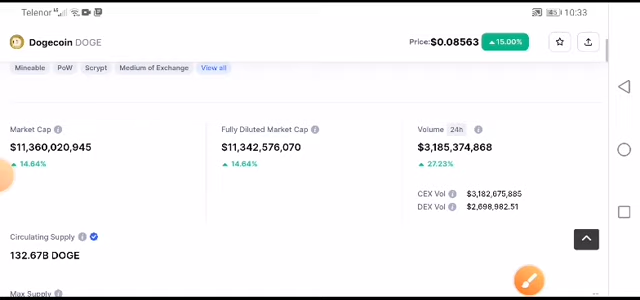 Telenor 10:33
Dogecoin DOGE Price: $0.08563 15.00%
Mineable PoW Scrypt Medium of Exchange View all
Market Cap Fully Diluted Market Cap Volume 24h
$11,360,020,945 $11,342,576,070 $3,185,374,868
14.64% 14.64% 27.23%
CEX Vol $3,182,675,885
DEX Vol $2,698,982.51
Circulating Supply
132.67B DOGE
Max Supply